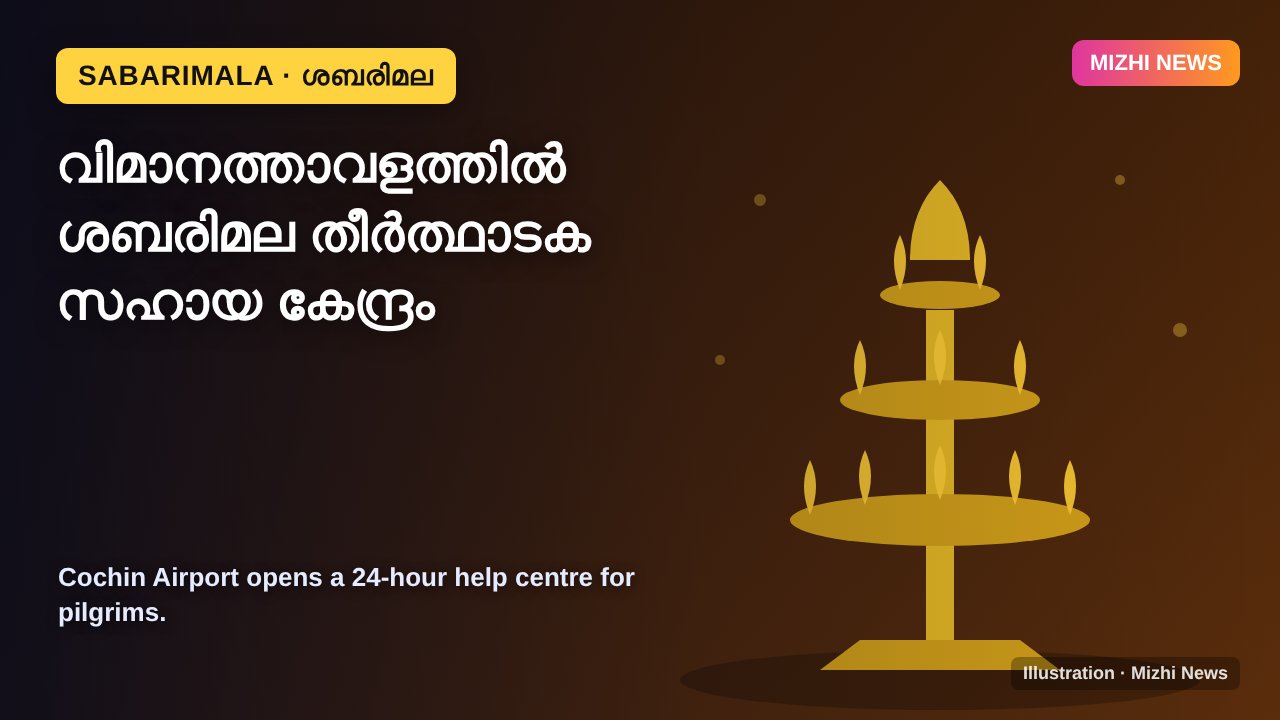 SABARIMALA · ശബരിമല
MIZHI NEWS
വിമാനത്താവളത്തിൽ
ശബരിമല തീർത്ഥാടക
സഹായ കേന്ദ്രം
Cochin Airport opens a 24-hour help centre for
pilgrims.
Illustration · Mizhi News